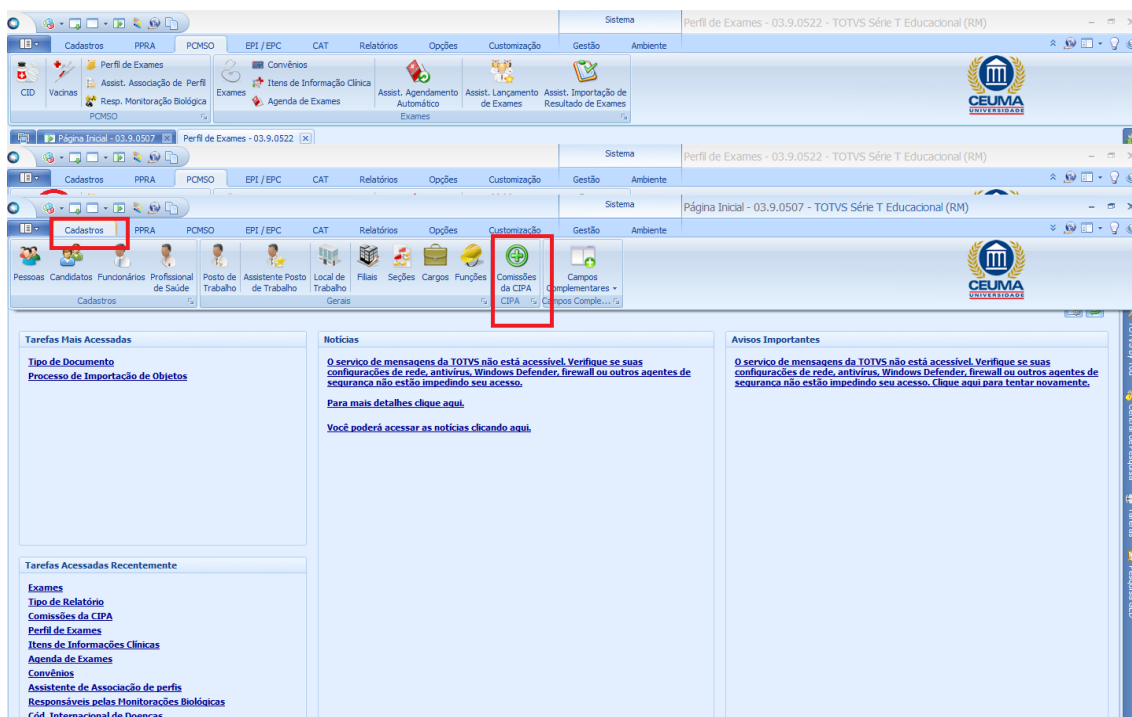 Sistema
Perfil de Exames - 03.9.0522 - TOTVS Série T Educacional (RM)
Cadastros PPRA PCMSO EPI / EPC CAT Relatórios Opções Customização Gestão Ambiente
CID
Vacinas
Perfil de Exames
Assist. Associação de Perfil
Resp. Monitoração Biológica
PCMSO
Exames
Convênios
Itens de Informação Clínica
Agenda de Exames
Assist. Agendamento
Automático
Assist. Lançamento
de Exames
Assist. Importação de
Resultado de Exames
Exames
CEUMA
UNIVERSIDADE
Página Inicial - 03.9.0507
Perfil de Exames - 03.9.0522
Sistema
Perfil de Exames - 03.9.0522 - TOTVS Série T Educacional (RM)
Cadastros PPRA PCMSO EPI / EPC CAT Relatórios Opções Customização Gestão Ambiente
Sistema
Página Inicial - 03.9.0507 - TOTVS Série T Educacional (RM)
Cadastros PPRA PCMSO EPI / EPC CAT Relatórios Opções Customização Gestão Ambiente
Pessoas
Candidatos
Funcionários
Profissional
de Saúde
Cadastros
Posto de
Trabalho
Assistente Posto
de Trabalho
Local de
Trabalho
Filiais
Seções
Cargos
Funções
Gerais
Comissões
da CIPA
CIPA
Campos
Complementares
Campos Comple...
CEUMA
UNIVERSIDADE
Tarefas Mais Acessadas
Tipo de Documento
Processo de Importação de Objetos
Notícias
O serviço de mensagens da TOTVS não está acessível. Verifique se suas
configurações de rede, antivírus, Windows Defender, firewall ou outros agentes de
segurança não estão impedindo seu acesso.
Para mais detalhes clique aqui.
Você poderá acessar as notícias clicando aqui.
Avisos Importantes
O serviço de mensagens da TOTVS não está acessível. Verifique se suas
configurações de rede, antivírus, Windows Defender, firewall ou outros agentes de
segurança não estão impedindo seu acesso. Clique aqui para tentar novamente.
Tarefas Acessadas Recentemente
Exames
Tipo de Relatório
Comissões da CIPA
Perfil de Exames
Itens de Informações Clínicas
Agenda de Exames
Convênios
Assistente de Associação de perfis
Responsáveis pelas Monitorações Biológicas
Cód. Internacional de Doenças